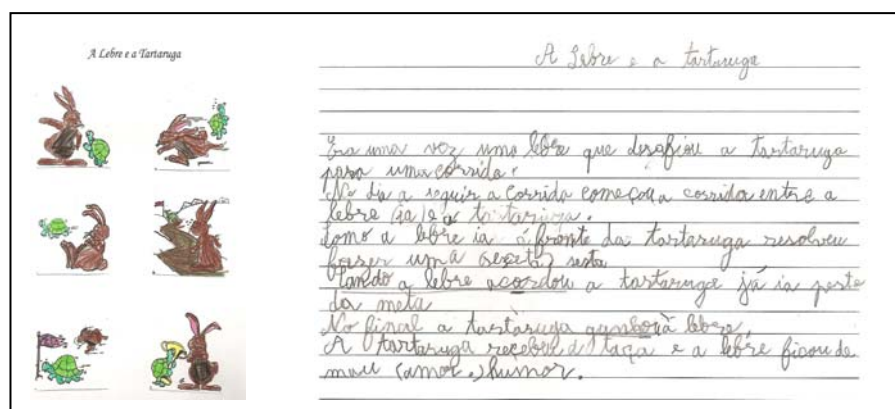 A Lebre e a Tartaruga
A Lebre e a tartaruga
Era uma vez uma lebre que desafiou a tartaruga
para uma corrida.
No dia a seguir a corrida começou a corrida entre a
lebre (ia) e a tartaruga.
Como a lebre ia á frente da tartaruga resolveu
faser uma (seseta) sesta
Quando a lebre acordou a tartaruga já ia perto
da meta
No final a tartaruga ganhou à lebre.
A tartaruga recebeu a taça e a lebre ficou de
mau (amor.) humor.